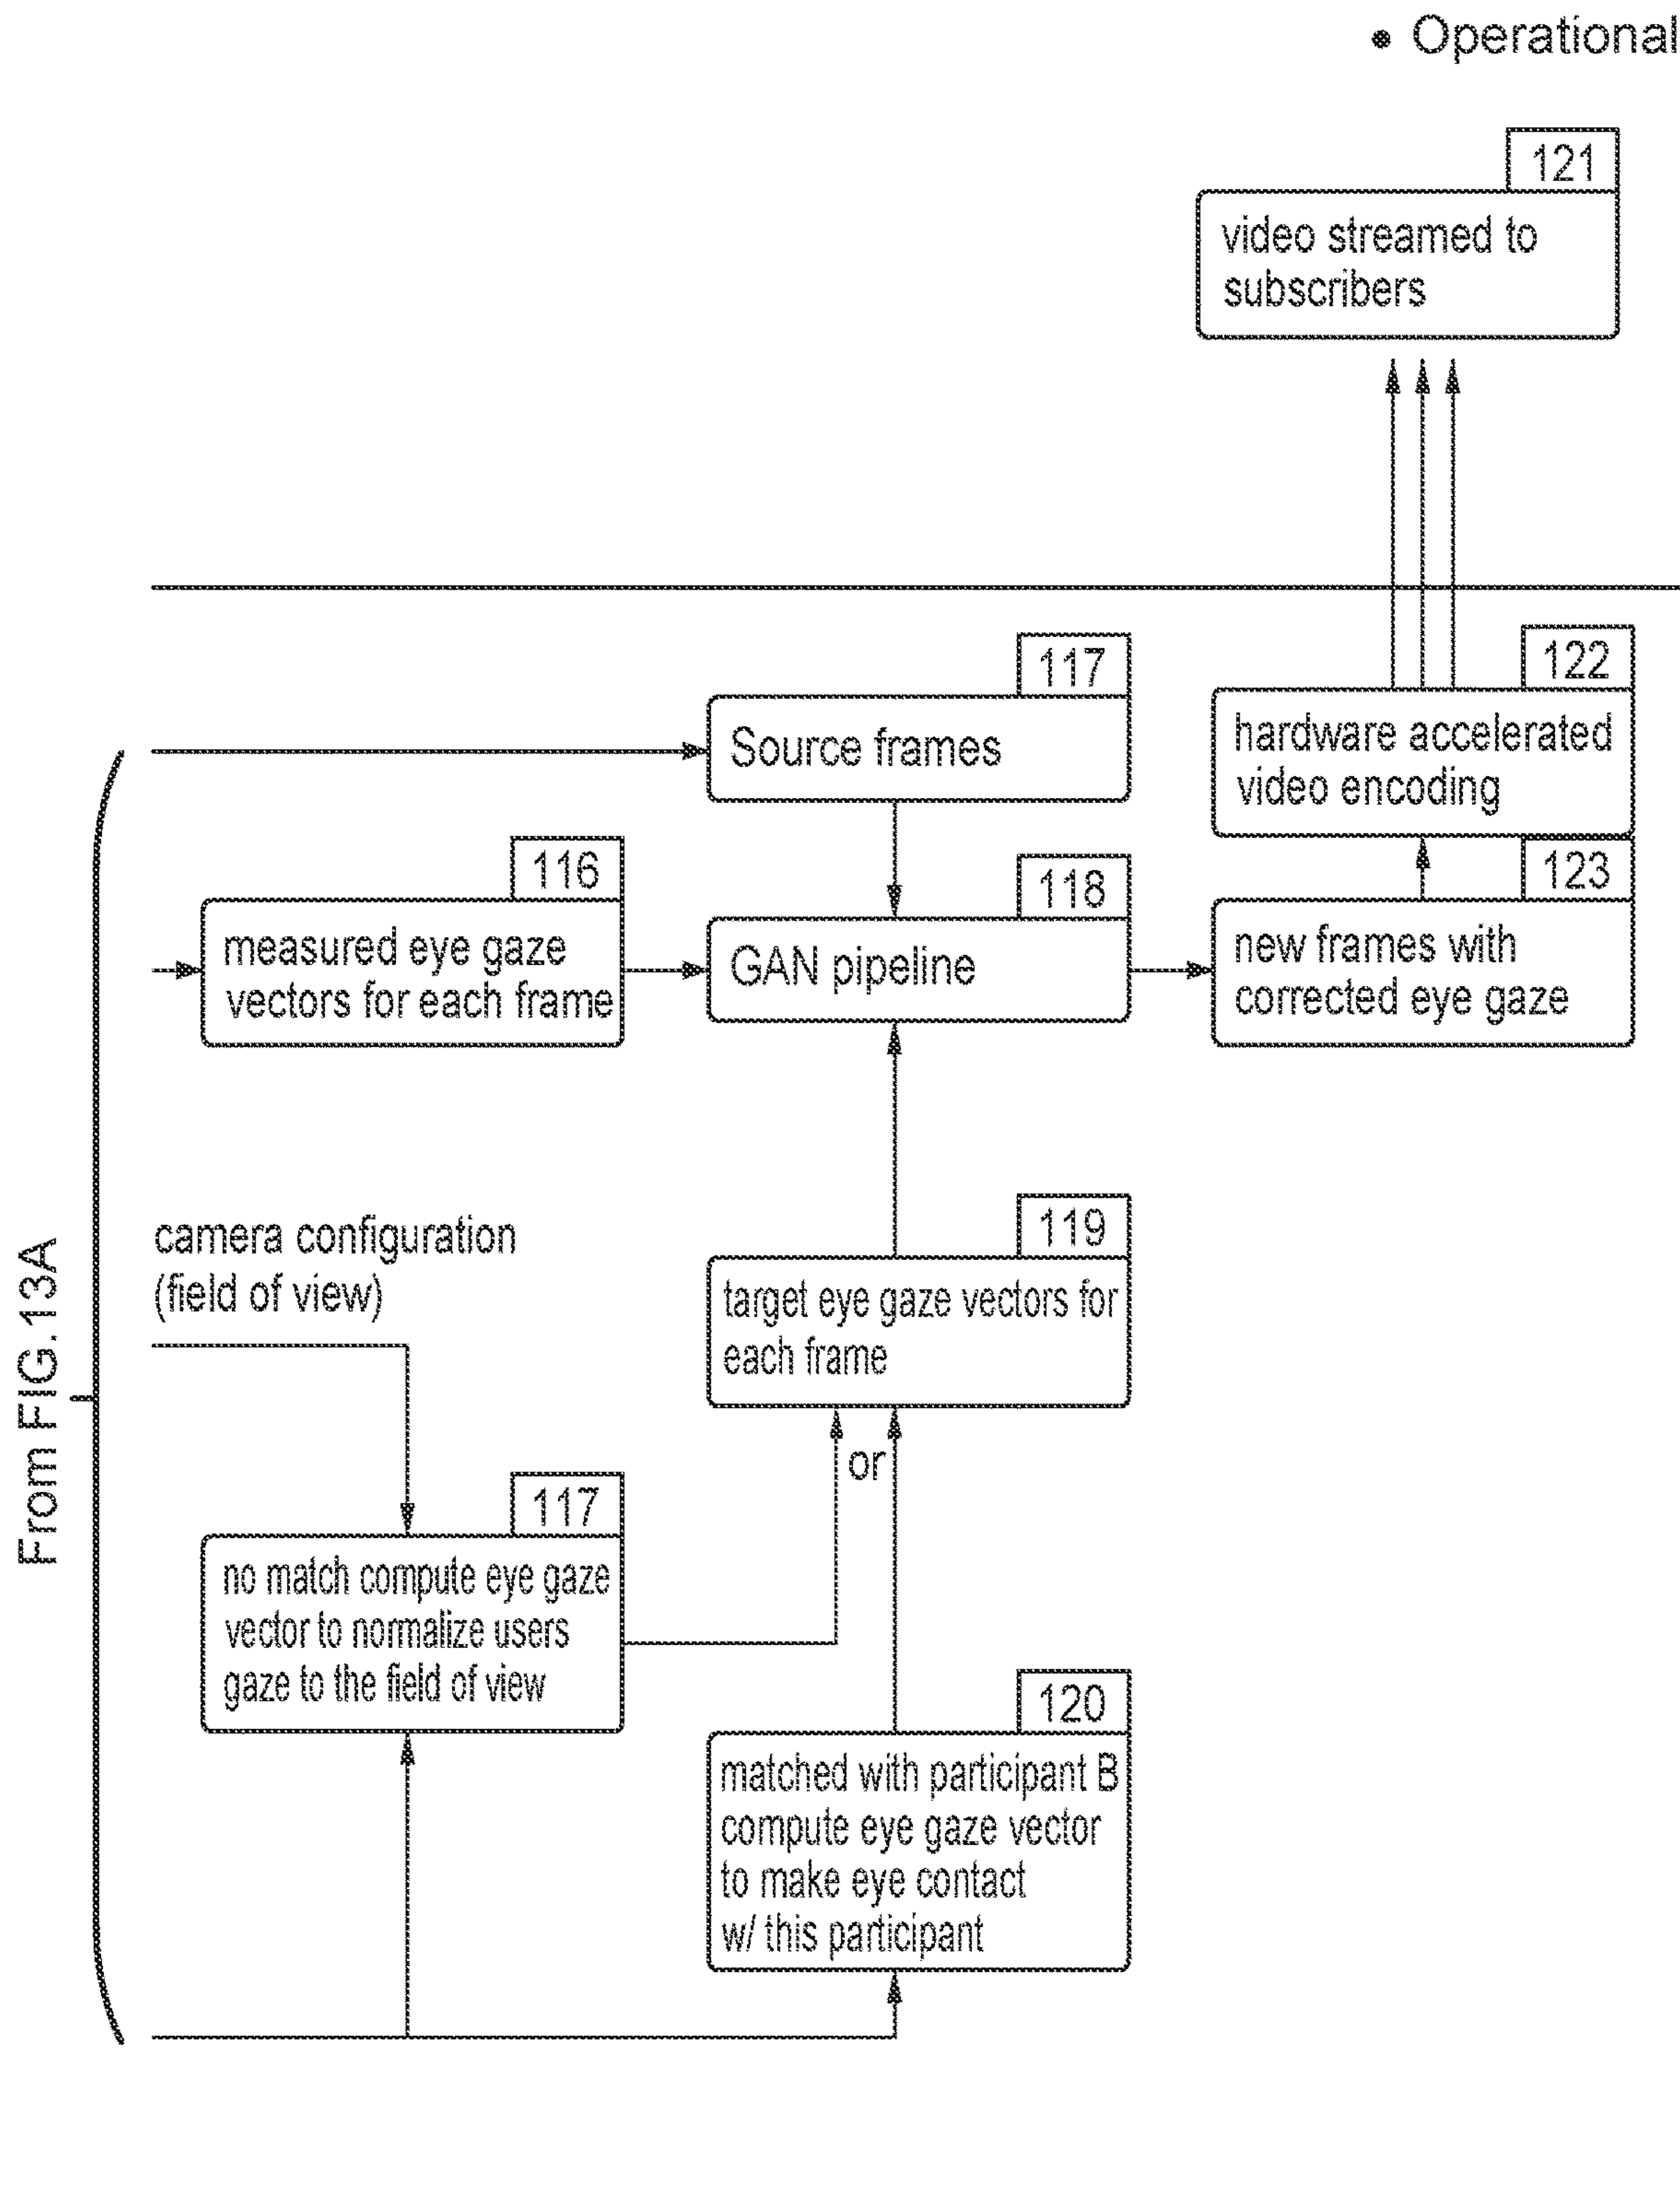 • Operational
121
video streamed to
subscribers
117
Source frames
122
hardware accelerated
video encoding
116
measured eye gaze
vectors for each frame
118
GAN pipeline
123
new frames with
corrected eye gaze
From FIG.13A
camera configuration
(field of view)
119
target eye gaze vectors for
each frame
or
117
no match compute eye gaze
vector to normalize users
gaze to the field of view
120
matched with participant B
compute eye gaze vector
to make eye contact
w/ this participant